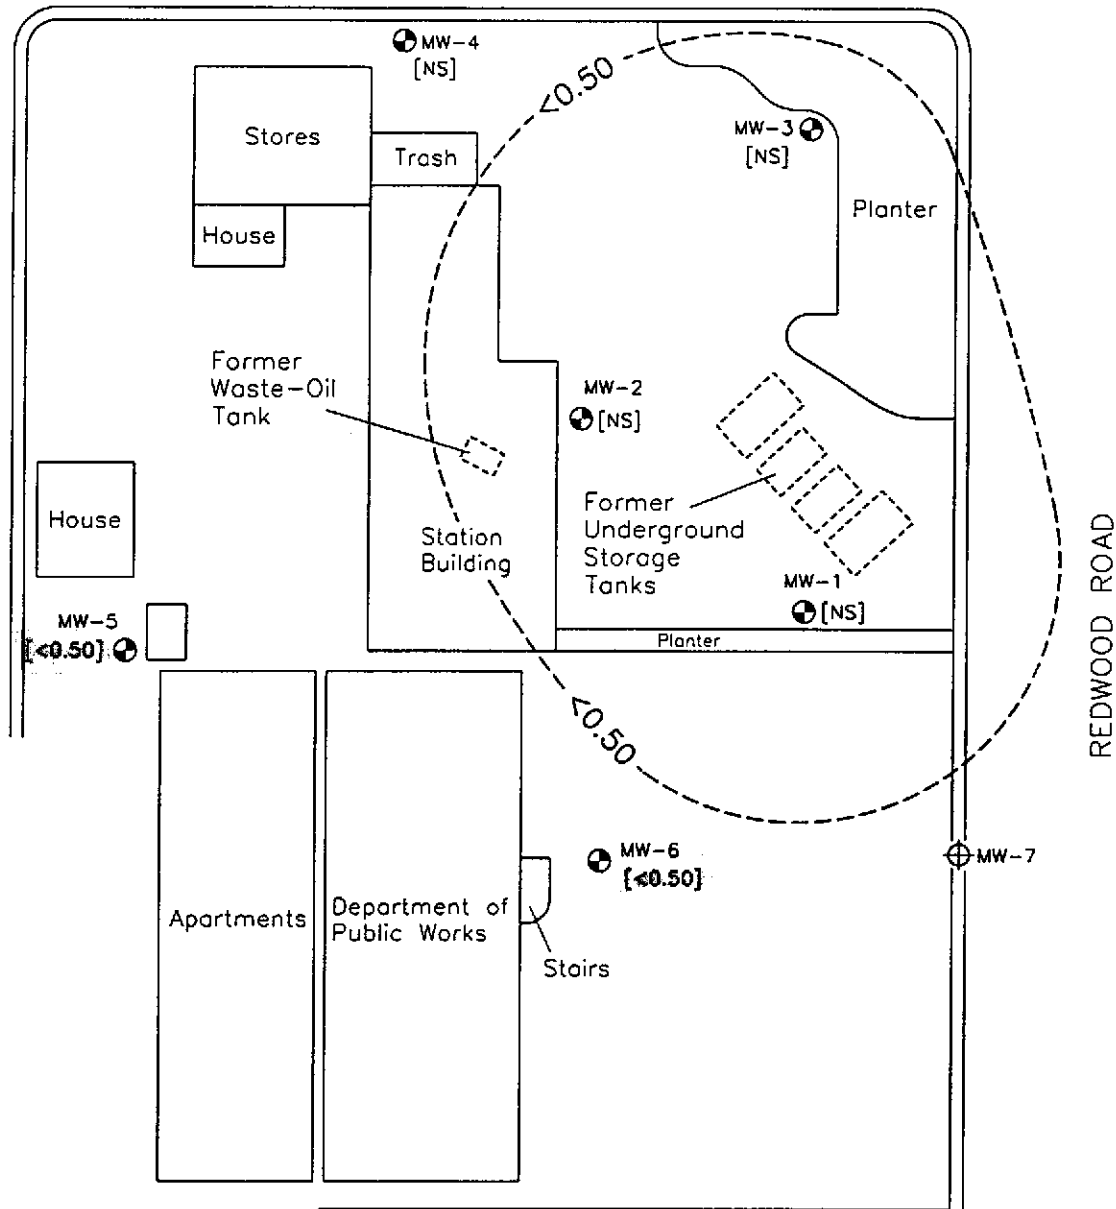 MW-4
[NS]
<0.50
Stores
Trash
MW-3
[NS]
House
Planter
Former
Waste-Oil
Tank
MW-2
[NS]
House
Station
Building
Former
Underground
Storage
Tanks
MW-1
[NS]
REDWOOD ROAD
MW-5
[<0.50]
Planter
<0.50
MW-6
[<0.50]
MW-7
Apartments
Department of
Public Works
Stairs